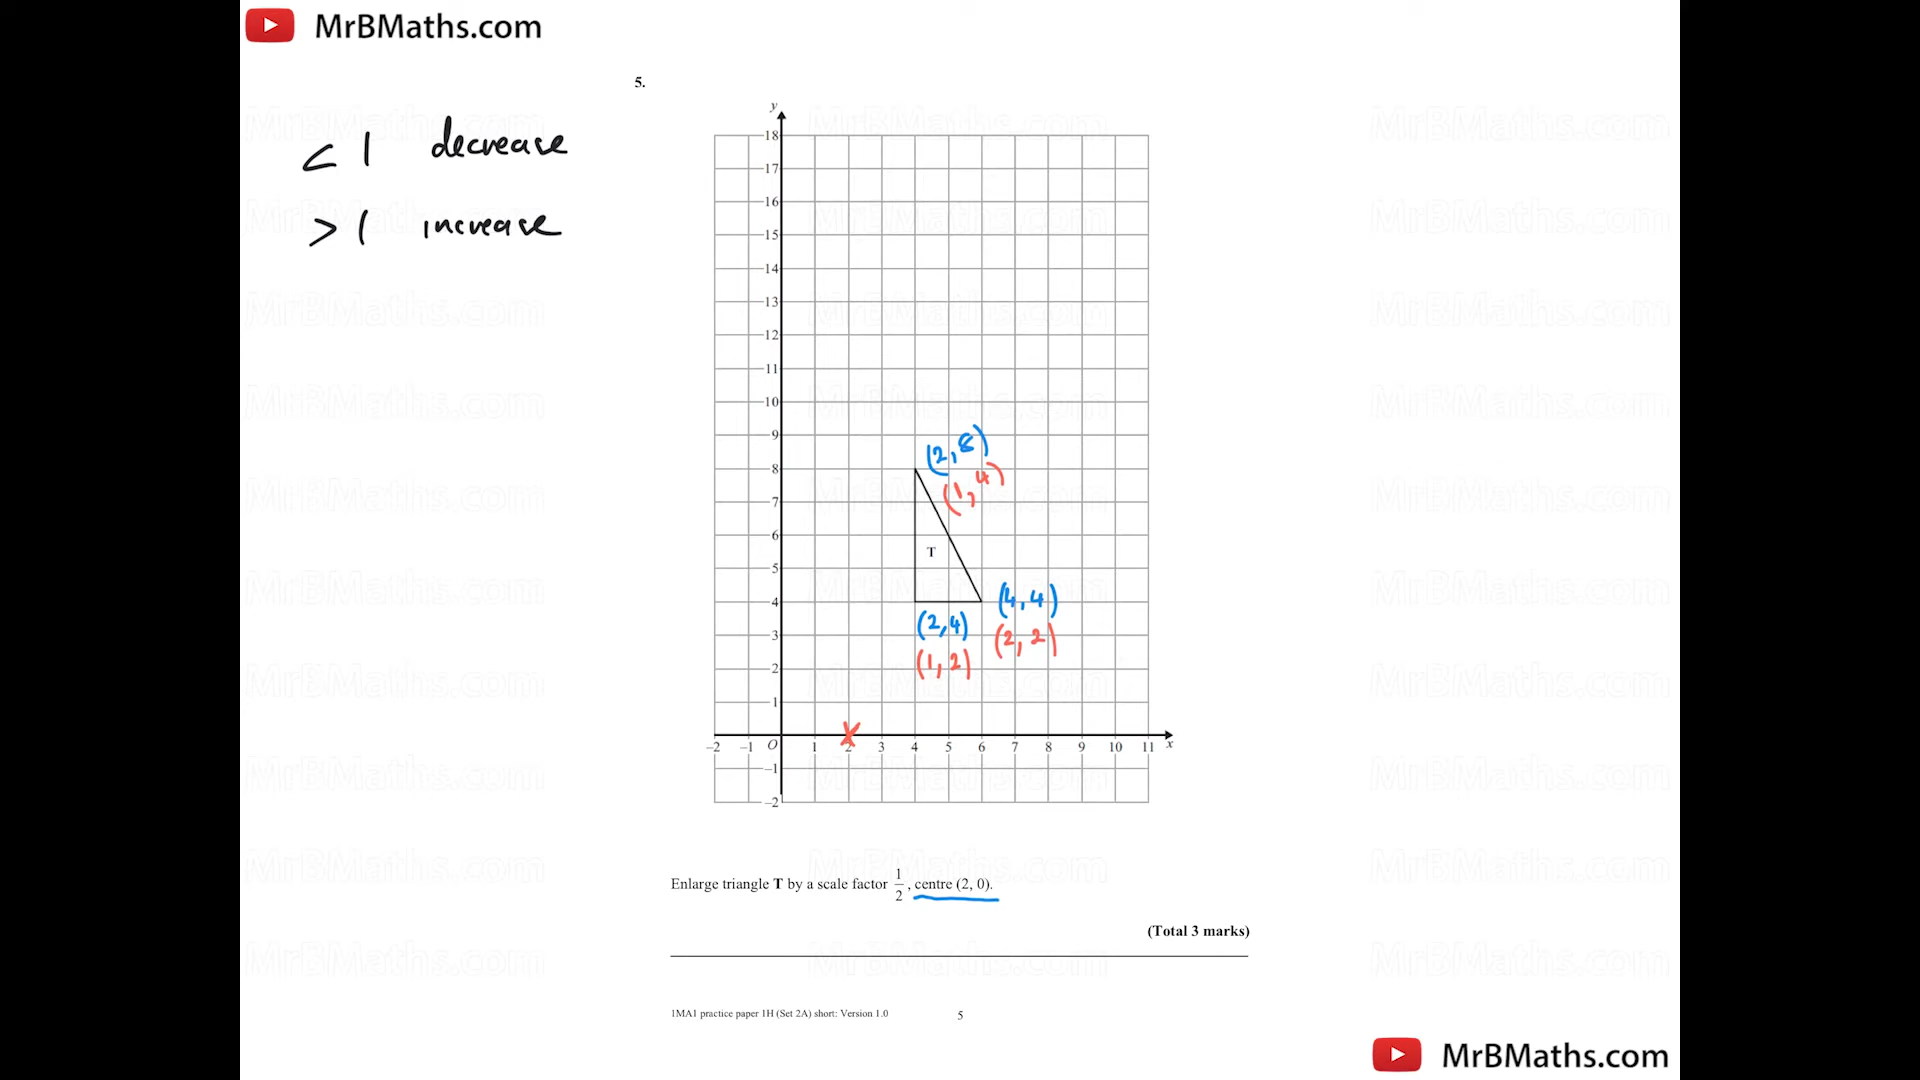 MrBMaths.com
5.
< 1 decrease
> 1 increase
y
18
17
16
15
14
13
12
11
10
9
8
7
6
5
4
3
2
1
(2, 8)
(1, 4)
T
(4, 4)
(2, 4)
(2, 2)
(1, 2)
x
-2 -1 O 1 2 3 4 5 6 7 8 9 10 11 x
-1
-2
Enlarge triangle T by a scale factor 1/2, centre (2, 0).
(Total 3 marks)
1MA1 practice paper 1H (Set 2A) short: Version 1.0 5
MrBMaths.com